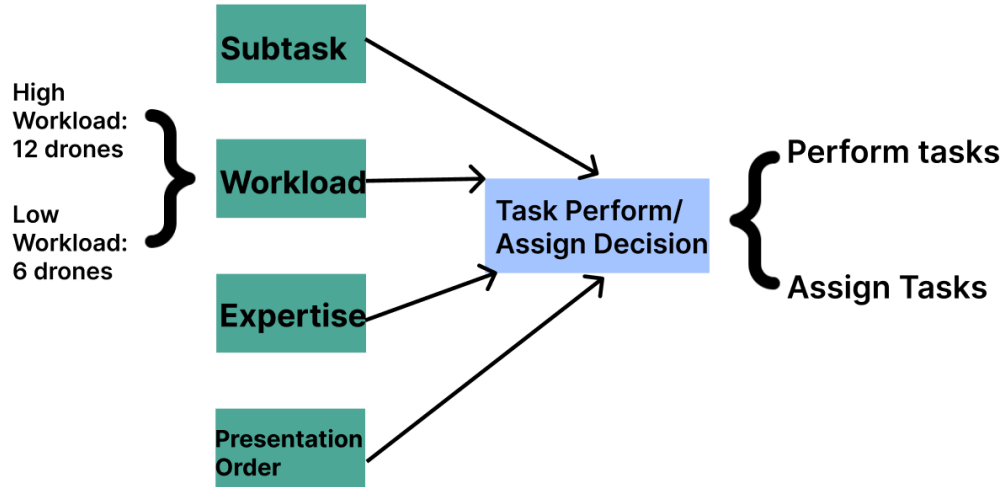 Subtask
High
Workload:
12 drones
Workload
Low
Workload:
6 drones
Expertise
Presentation
Order
Task Perform/
Assign Decision
Perform tasks
Assign Tasks